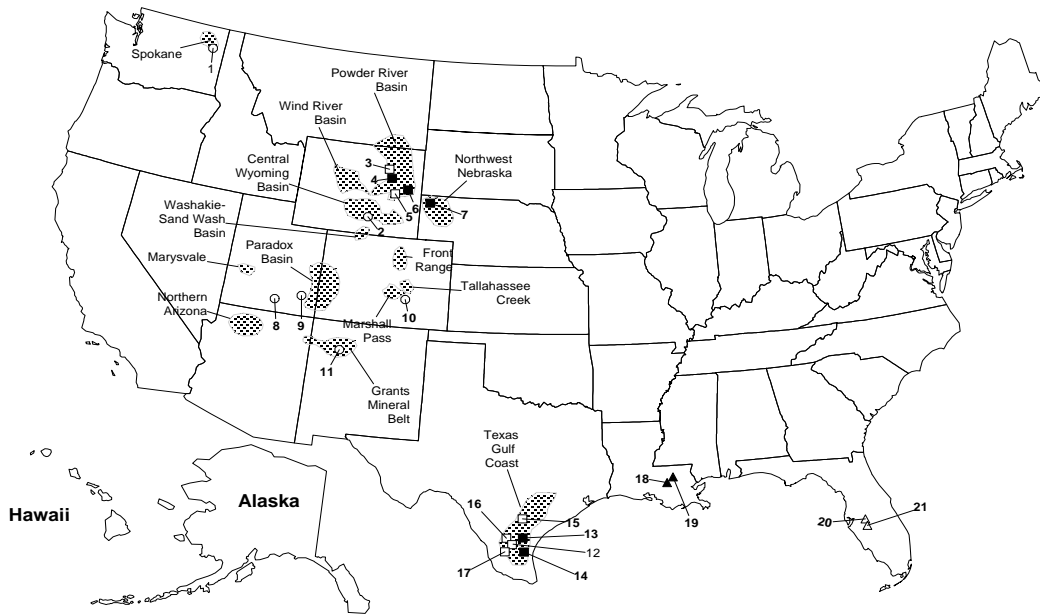 Spokane
1
Powder River
Basin
Wind River
Basin
Central
Wyoming
Basin
3
4
Northwest
Nebraska
6
5
7
2
Washakie-
Sand Wash
Basin
Marysvale
Paradox
Basin
Front
Range
Tallahassee
Creek
Northern
Arizona
8
9
10
Marshall
Pass
11
Grants
Mineral
Belt
Texas
Gulf
Coast
18
19
20
21
16
15
13
12
17
14
Hawaii
Alaska